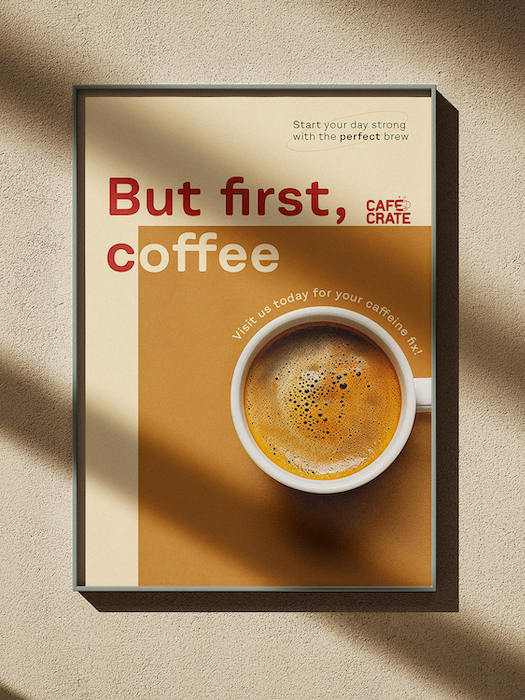 Start your day strong
with the perfect brew
But first,
CAFÉ
CRATE
coffee
Visit us today for your caffeine fix!